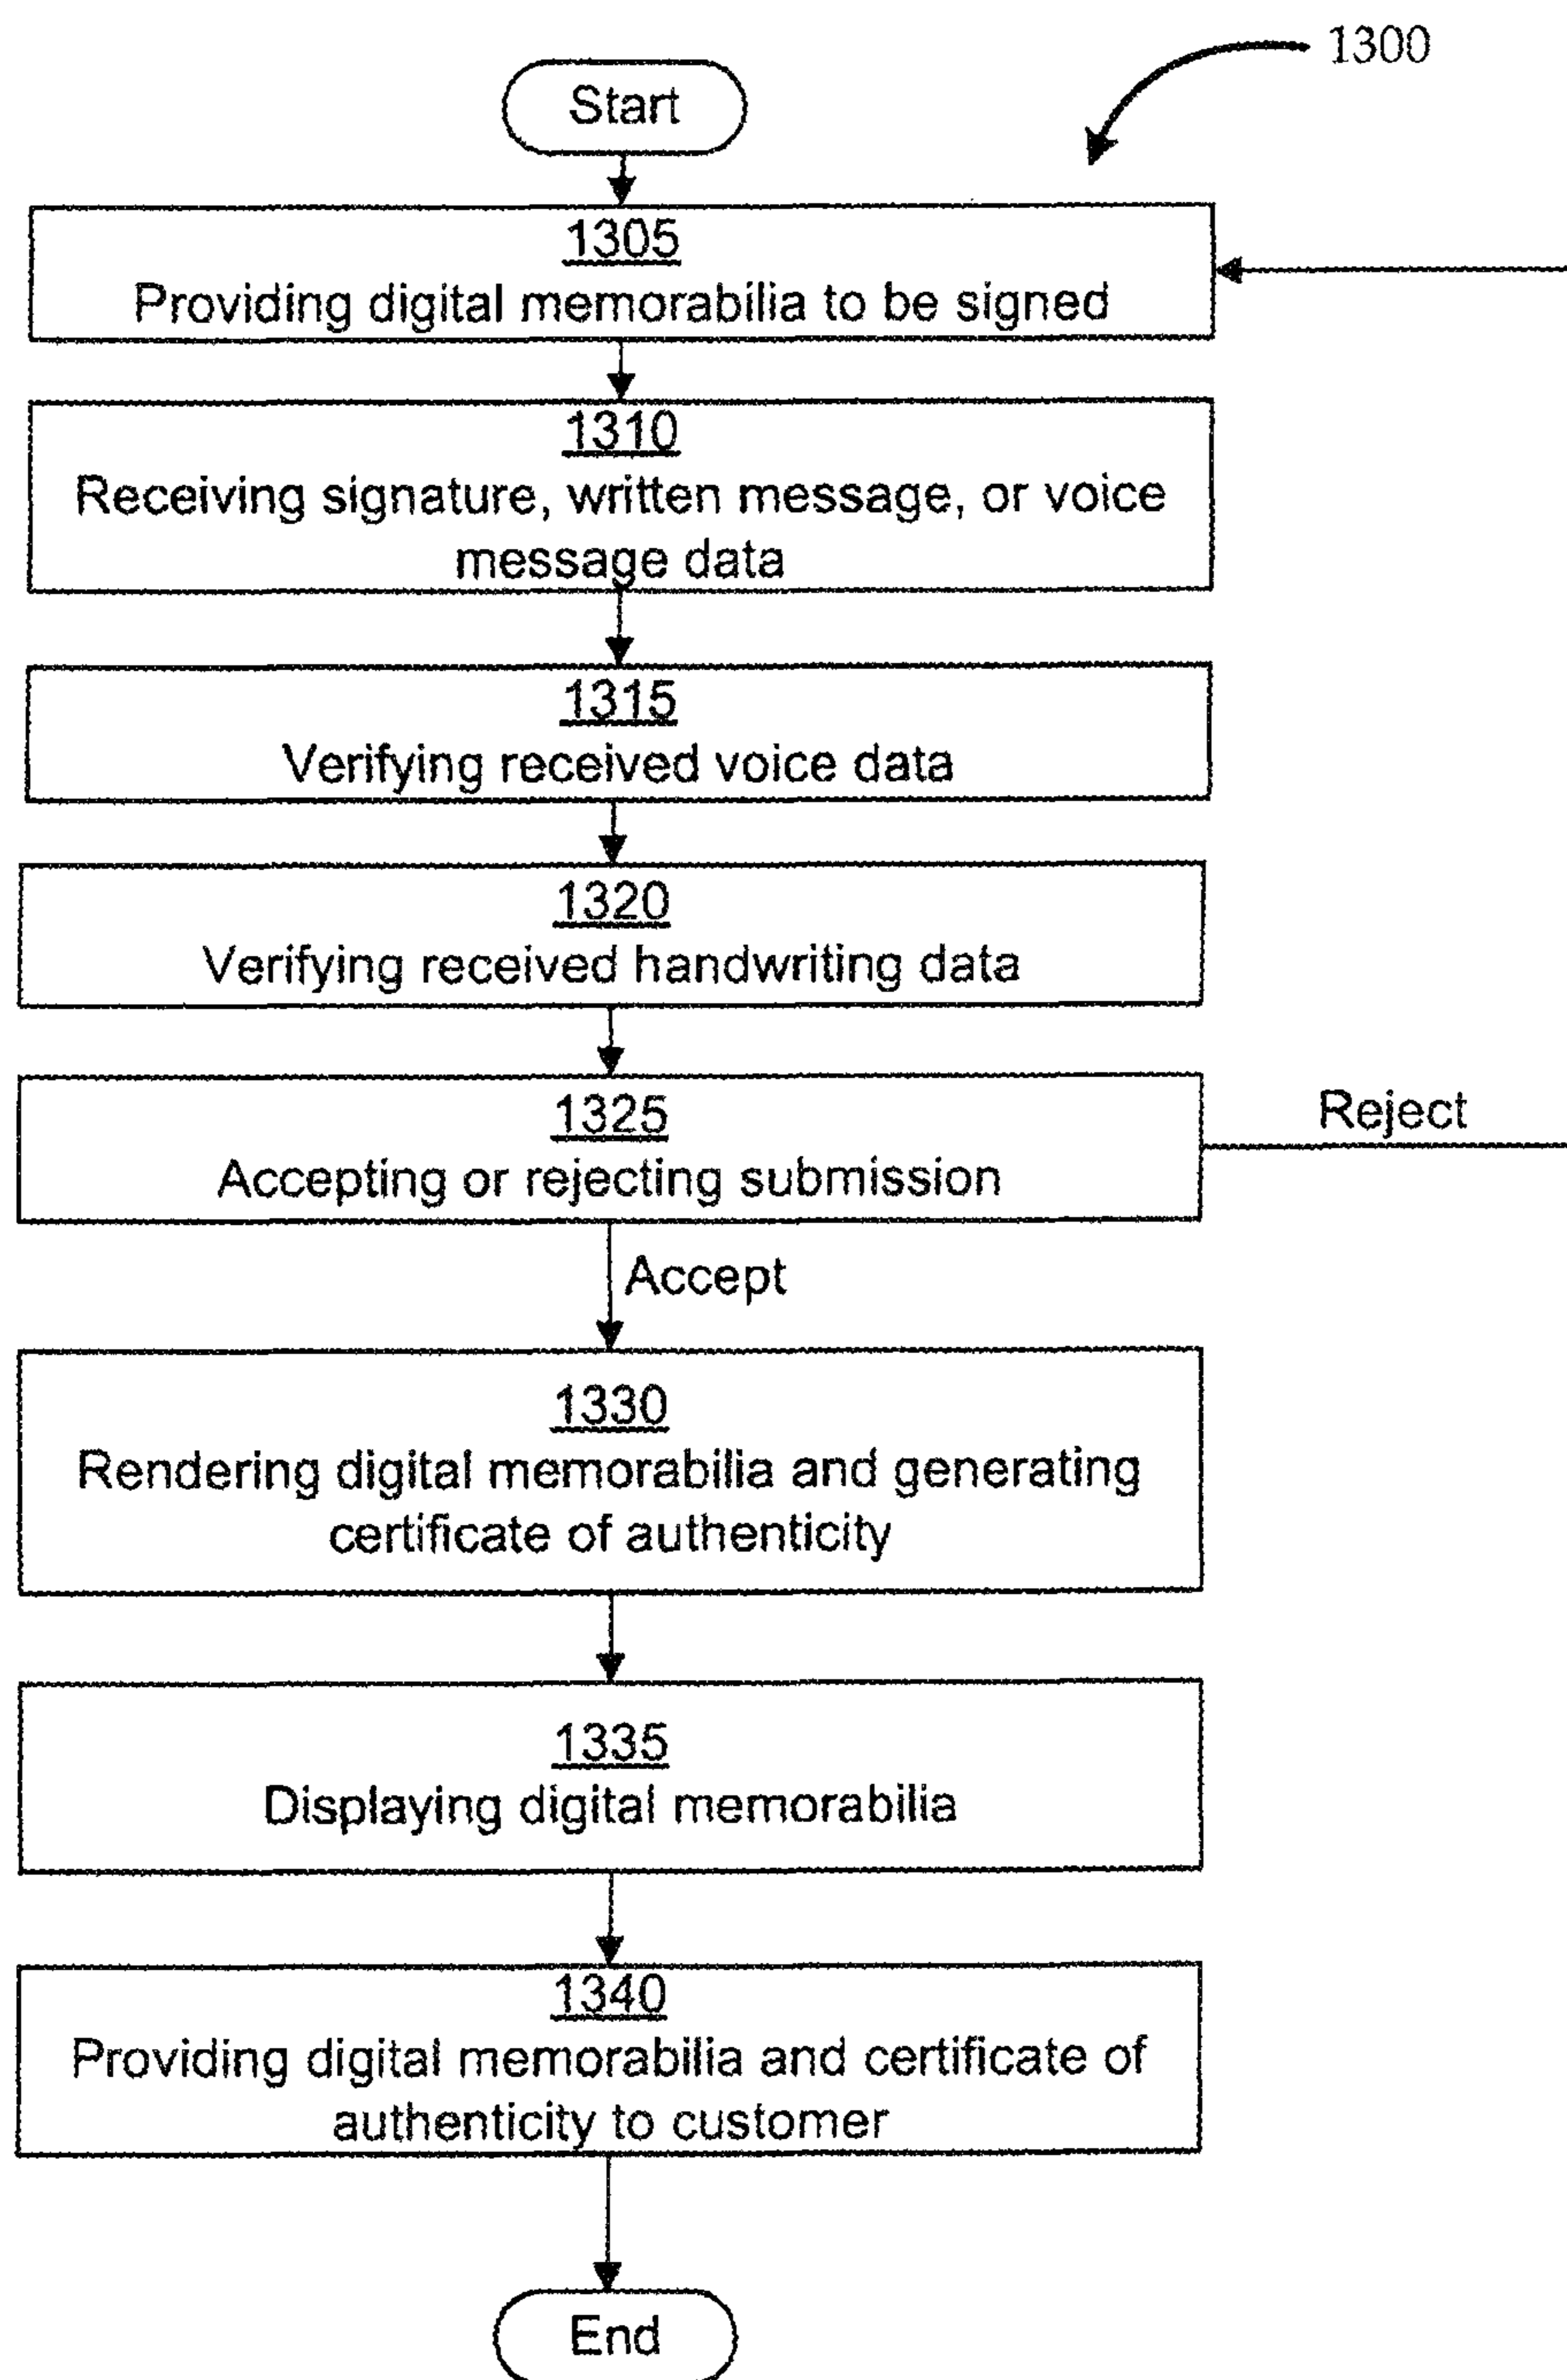 1300
Start
1305
Providing digital memorabilia to be signed
1310
Receiving signature, written message, or voice
message data
1315
Verifying received voice data
1320
Verifying received handwriting data
1325
Accepting or rejecting submission
Reject
Accept
1330
Rendering digital memorabilia and generating
certificate of authenticity
1335
Displaying digital memorabilia
1340
Providing digital memorabilia and certificate of
authenticity to customer
End